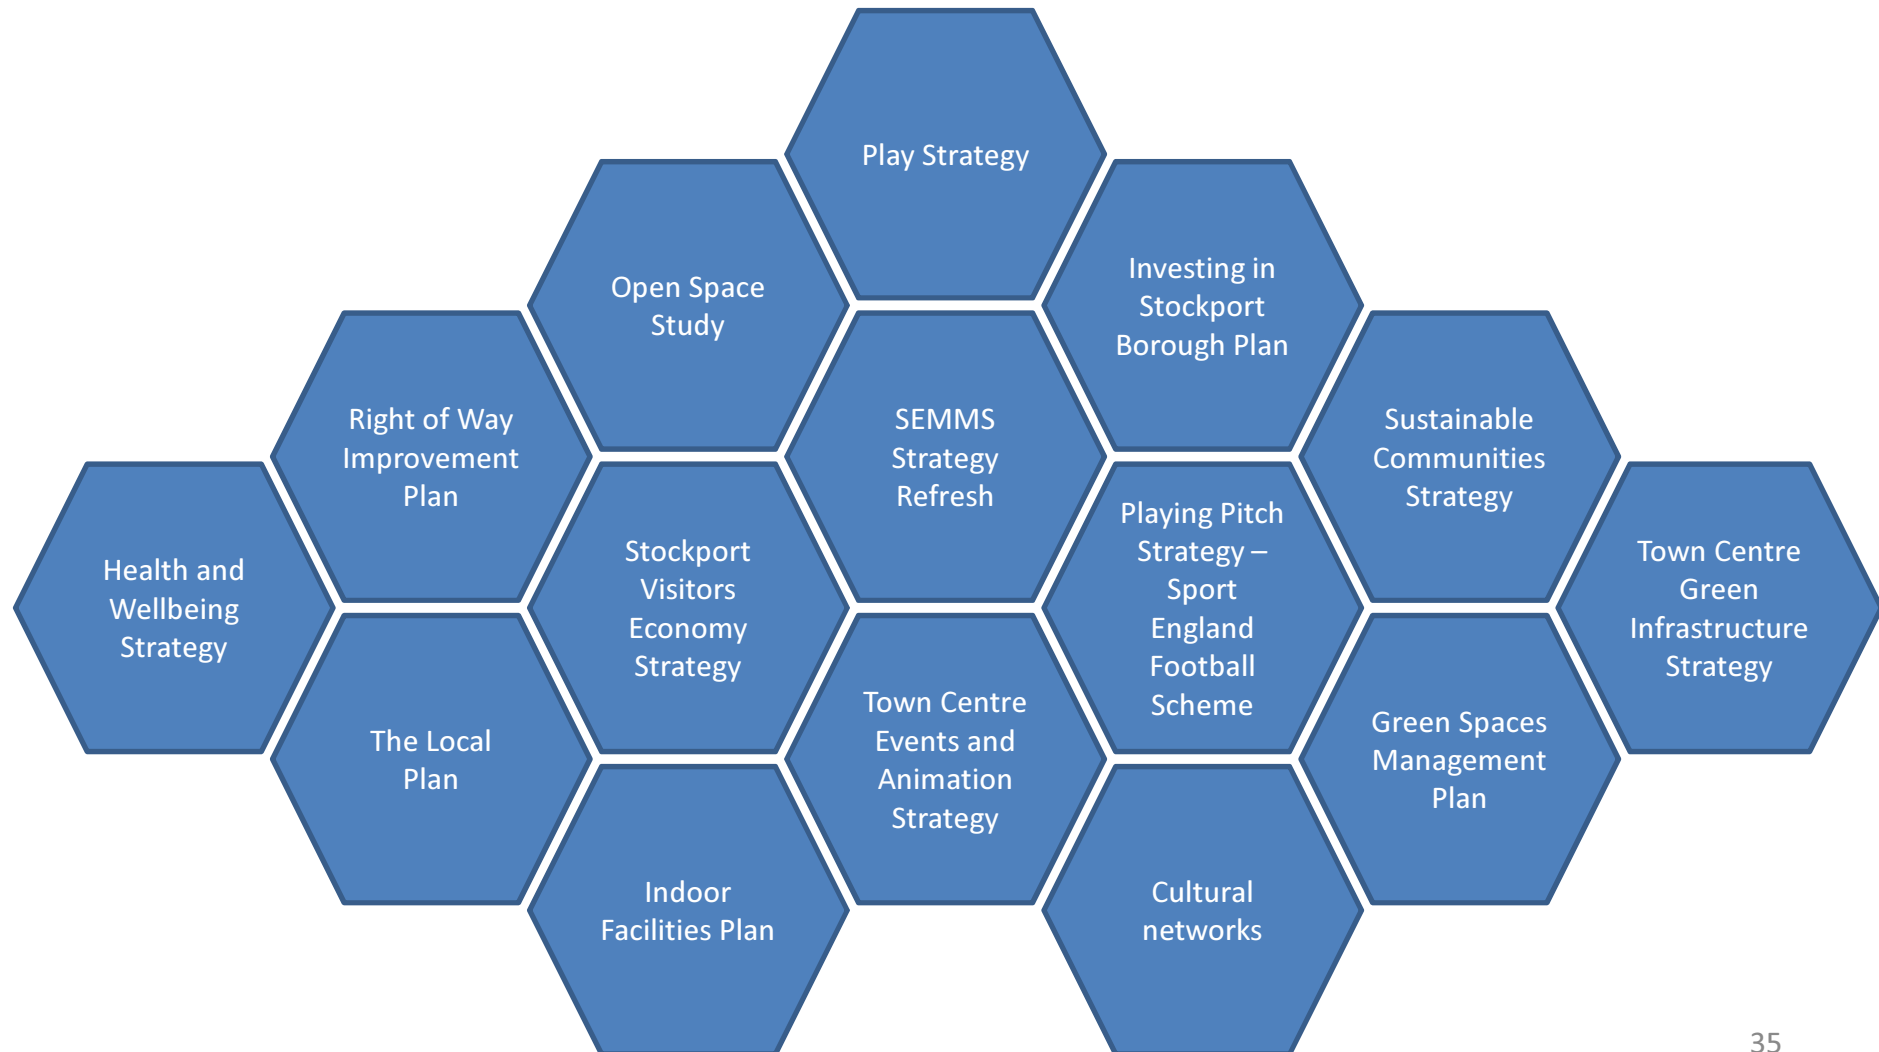 Play Strategy
Open Space
Study
Investing in
Stockport
Borough Plan
Right of Way
Improvement
Plan
SEMMS
Strategy
Refresh
Sustainable
Communities
Strategy
Health and
Wellbeing
Strategy
Stockport
Visitors
Economy
Strategy
Playing Pitch
Strategy –
Sport
England
Football
Scheme
Town Centre
Green
Infrastructure
Strategy
The Local
Plan
Town Centre
Events and
Animation
Strategy
Green Spaces
Management
Plan
Indoor
Facilities Plan
Cultural
networks
35